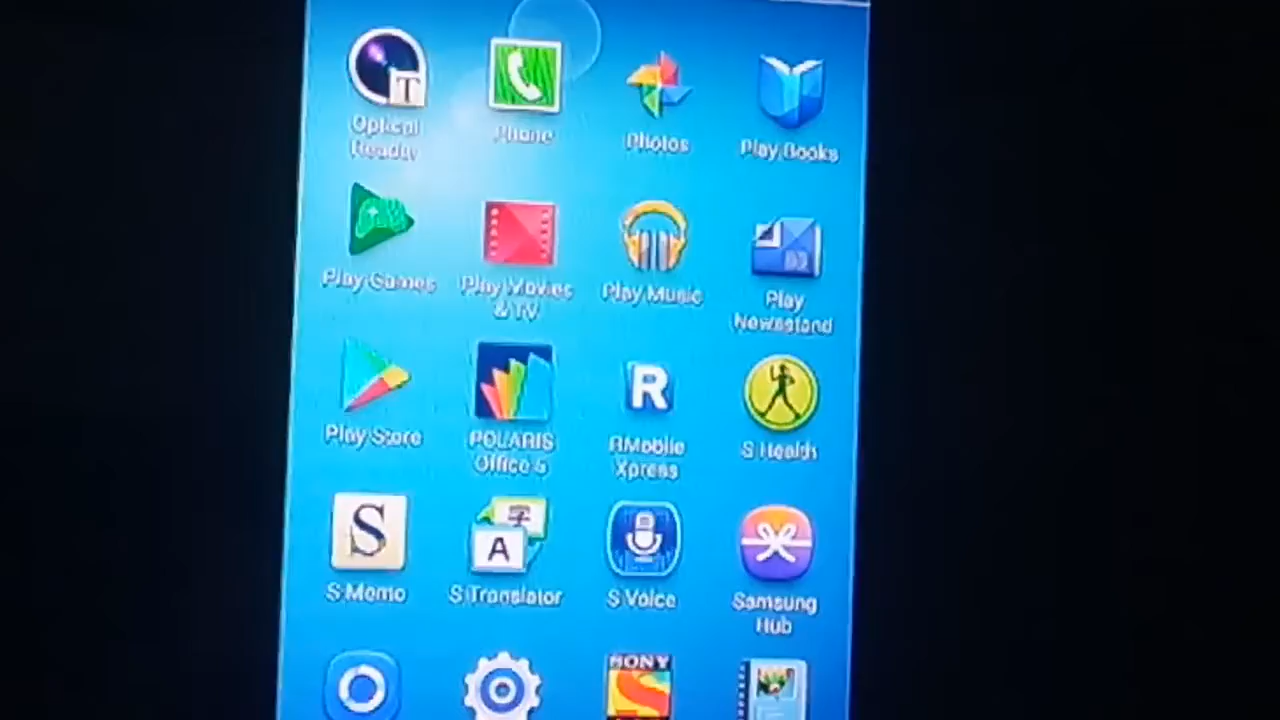 T
Optical
Reader
Phone
Photos
Play Books
Play Games
Play Movies
& TV
Play Music
Play
Newsstand
Play Store
POLARIS
Office 5
R
RMobile
Xpress
S Health
S
S Memo
字
A
S Translator
S Voice
Samsung
Hub
SONY